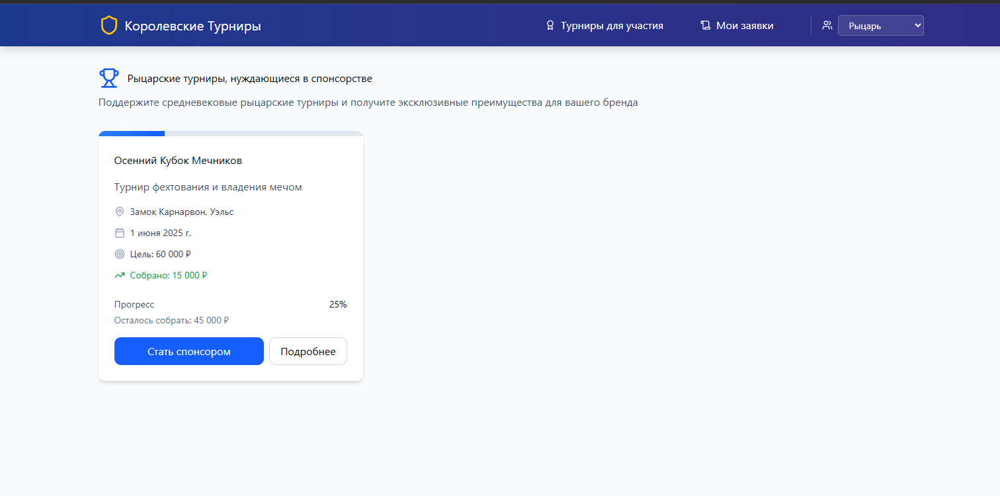 Королевские Турниры
Турниры для участия
Мои заявки
Рыцарь
Рыцарские турниры, нуждающиеся в спонсорстве
Поддержите средневековые рыцарские турниры и получите эксклюзивные преимущества для вашего бренда
Осенний Кубок Мечников
Турнир фехтования и владения мечом
Замок Карнарвон, Уэльс
1 июня 2025 г.
Цель: 60 000 ₽
Собрано: 15 000 ₽
Прогресс 25%
Осталось собрать: 45 000 ₽
Стать спонсором
Подробнее